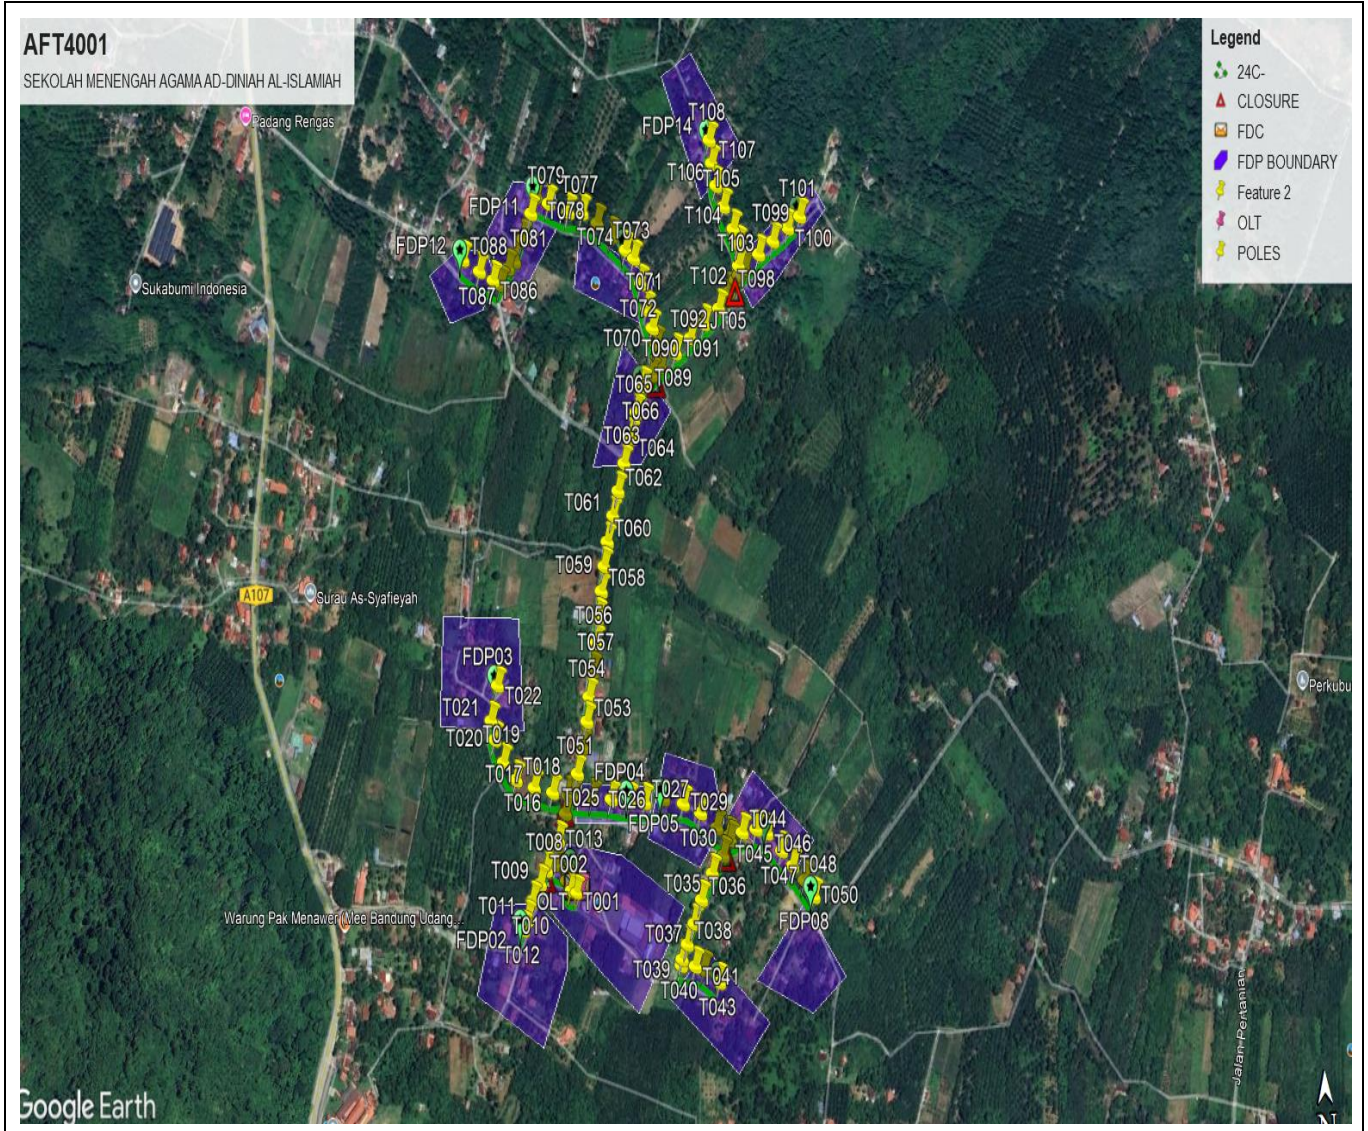 AFT4001
SEKOLAH MENENGAH AGAMA AD-DINIAH AL-ISLAMIAH
Legend
24C-
CLOSURE
FDC
FDP BOUNDARY
Feature 2
OLT
POLES
Padang Rengas
T108
FDP14
T107
T106
T105
T079
T077
T101
FDP11
T078
T104
T099
T100
T081
T074
T073
T103
FDP12
T088
T098
T102
T071
Sukabumi Indonesia
T087
T086
T072
T092
JT05
T070
T090
T091
T065
T089
T066
T063
T064
T062
T061
T060
T059
T058
A107
Surau As-Syafieyah
T056
T057
FDP03
T054
T022
Perkubu
T021
T053
T020
T019
T051
T017
T018
FDP04
T027
T016
T025
T026
T029
FDP05
T044
T030
T013
T008
T046
T045
T009
T002
T048
T047
T035
T036
T050
T011
OLT
T001
Warung Pak Menawer (Mee Bandung Udang...
T010
FDP08
FDP02
T012
T037
T038
T039
T041
T040
T043
Jalan Pertanian
Google Earth
N